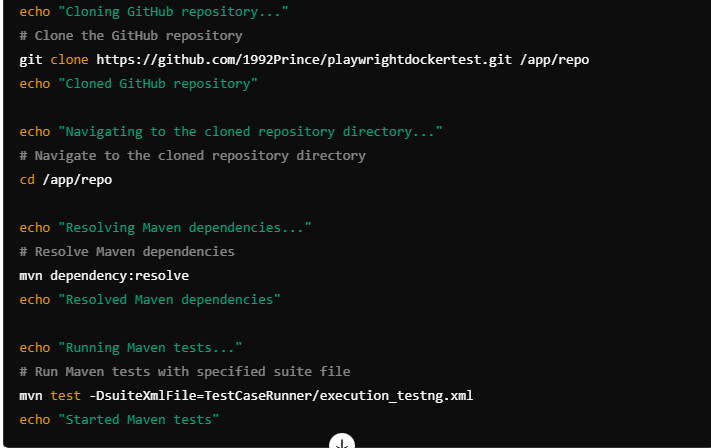 echo "Cloning GitHub repository..."
# Clone the GitHub repository
git clone https://github.com/1992Prince/playwrightdockertest.git /app/repo
echo "Cloned GitHub repository"
echo "Navigating to the cloned repository directory..."
# Navigate to the cloned repository directory
cd /app/repo
echo "Resolving Maven dependencies..."
# Resolve Maven dependencies
mvn dependency:resolve
echo "Resolved Maven dependencies"
echo "Running Maven tests..."
# Run Maven tests with specified suite file
mvn test -DsuiteXmlFile=TestCaseRunner/execution_testng.xml
echo "Started Maven tests"